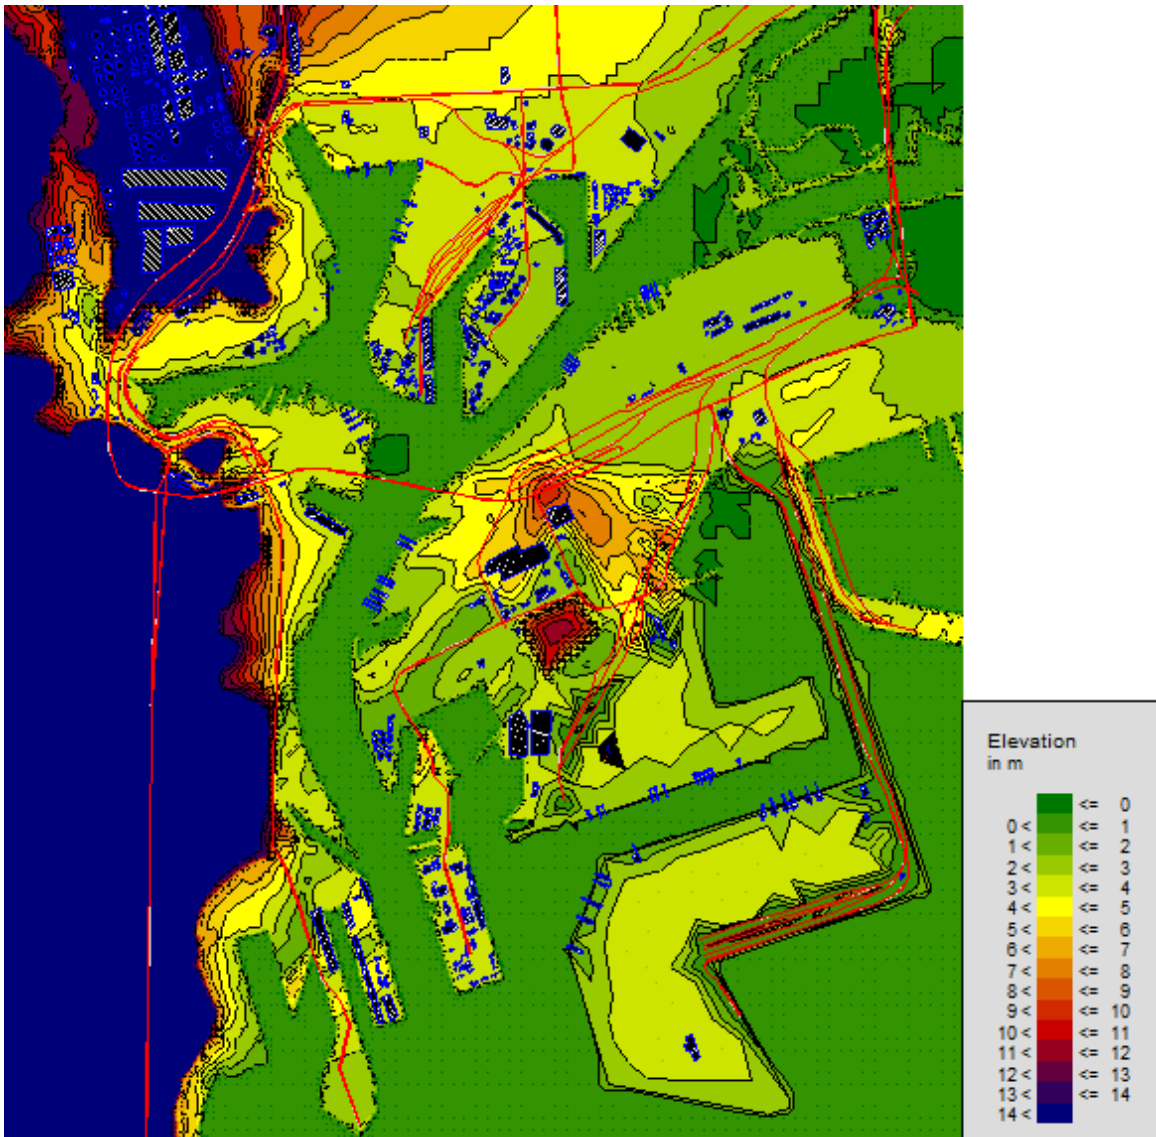 Elevation
in m
<= 0
0 < <= 1
1 < <= 2
2 < <= 3
3 < <= 4
4 < <= 5
5 < <= 6
6 < <= 7
7 < <= 8
8 < <= 9
9 < <= 10
10 < <= 11
11 < <= 12
12 < <= 13
13 < <= 14
14 <